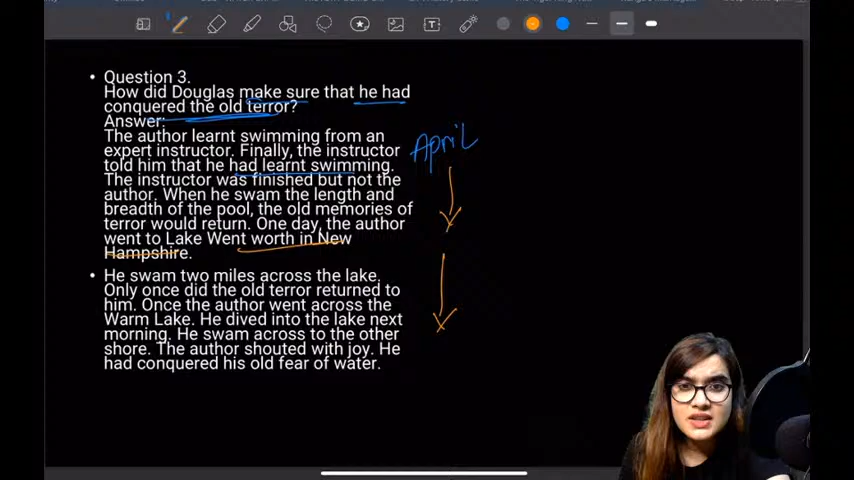 Question 3.
How did Douglas make sure that he had
conquered the old terror?
Answer:
The author learnt swimming from an
expert instructor. Finally, the instructor
told him that he had learnt swimming.
The instructor was finished but not the
author. When he swam the length and
breadth of the pool, the old memories of
terror would return. One day, the author
went to Lake Went worth in New
Hampshire.
He swam two miles across the lake.
Only once did the old terror returned to
him. Once the author went across the
Warm Lake. He dived into the lake next
morning. He swam across to the other
shore. The author shouted with joy. He
had conquered his old fear of water.
April